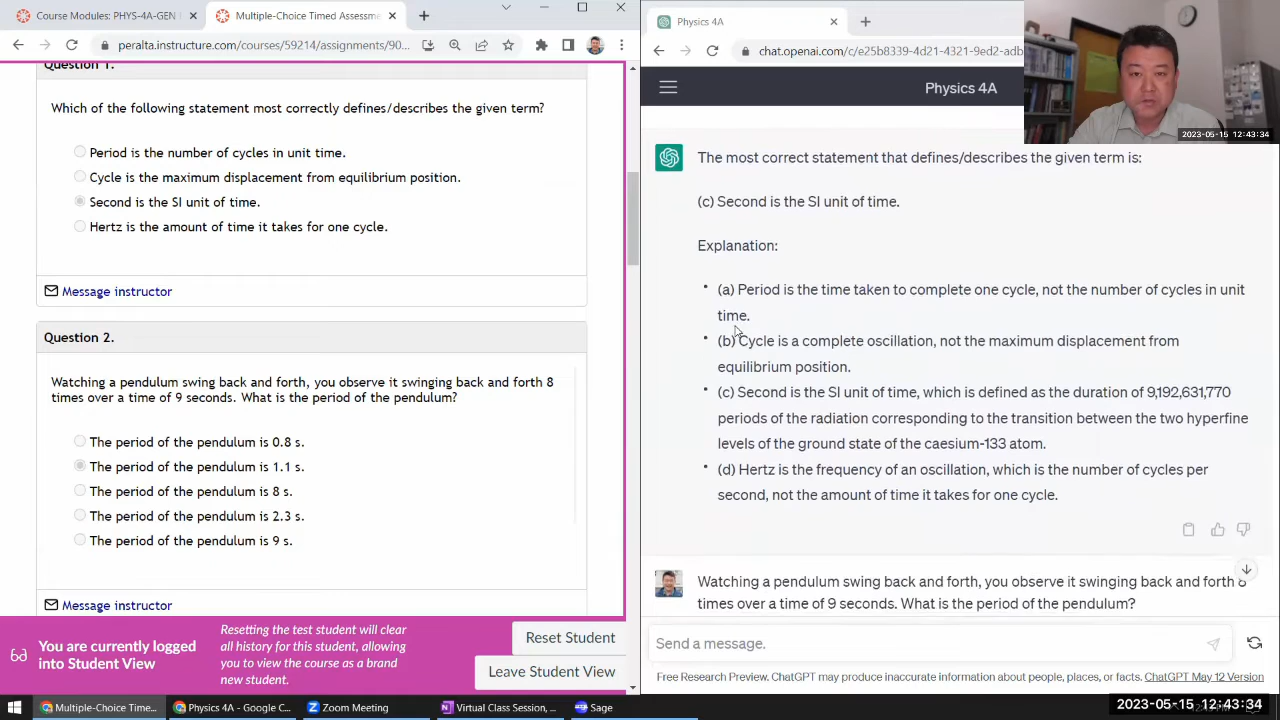 Course Modules: PHYS-4A-GEN
Multiple-Choice Timed Assessme
peralta.instructure.com/courses/59214/assignments/90...
Question 1.
Which of the following statement most correctly defines/describes the given term?
Period is the number of cycles in unit time.
Cycle is the maximum displacement from equilibrium position.
Second is the SI unit of time.
Hertz is the amount of time it takes for one cycle.
Message instructor
Question 2.
Watching a pendulum swing back and forth, you observe it swinging back and forth 8
times over a time of 9 seconds. What is the period of the pendulum?
The period of the pendulum is 0.8 s.
The period of the pendulum is 1.1 s.
The period of the pendulum is 8 s.
The period of the pendulum is 2.3 s.
The period of the pendulum is 9 s.
Message instructor
You are currently logged
into Student View
Resetting the test student will clear
all history for this student, allowing
you to view the course as a brand
new student.
Reset Student
Leave Student View
Physics 4A
chat.openai.com/c/e25b8339-4d21-4321-9ed2-adb
Physics 4A
2023-05-15 12:43:34
The most correct statement that defines/describes the given term is:
(c) Second is the SI unit of time.
Explanation:
• (a) Period is the time taken to complete one cycle, not the number of cycles in unit
time.
• (b) Cycle is a complete oscillation, not the maximum displacement from
equilibrium position.
• (c) Second is the SI unit of time, which is defined as the duration of 9,192,631,770
periods of the radiation corresponding to the transition between the two hyperfine
levels of the ground state of the caesium-133 atom.
• (d) Hertz is the frequency of an oscillation, which is the number of cycles per
second, not the amount of time it takes for one cycle.
Watching a pendulum swing back and forth, you observe it swinging back and forth 8
times over a time of 9 seconds. What is the period of the pendulum?
Send a message.
Free Research Preview. ChatGPT may produce inaccurate information about people, places, or facts. ChatGPT May 12 Version
Multiple-Choice Time...
Physics 4A - Google C...
Zoom Meeting
Virtual Class Session, ...
Sage
2023-05-15 12:43:34